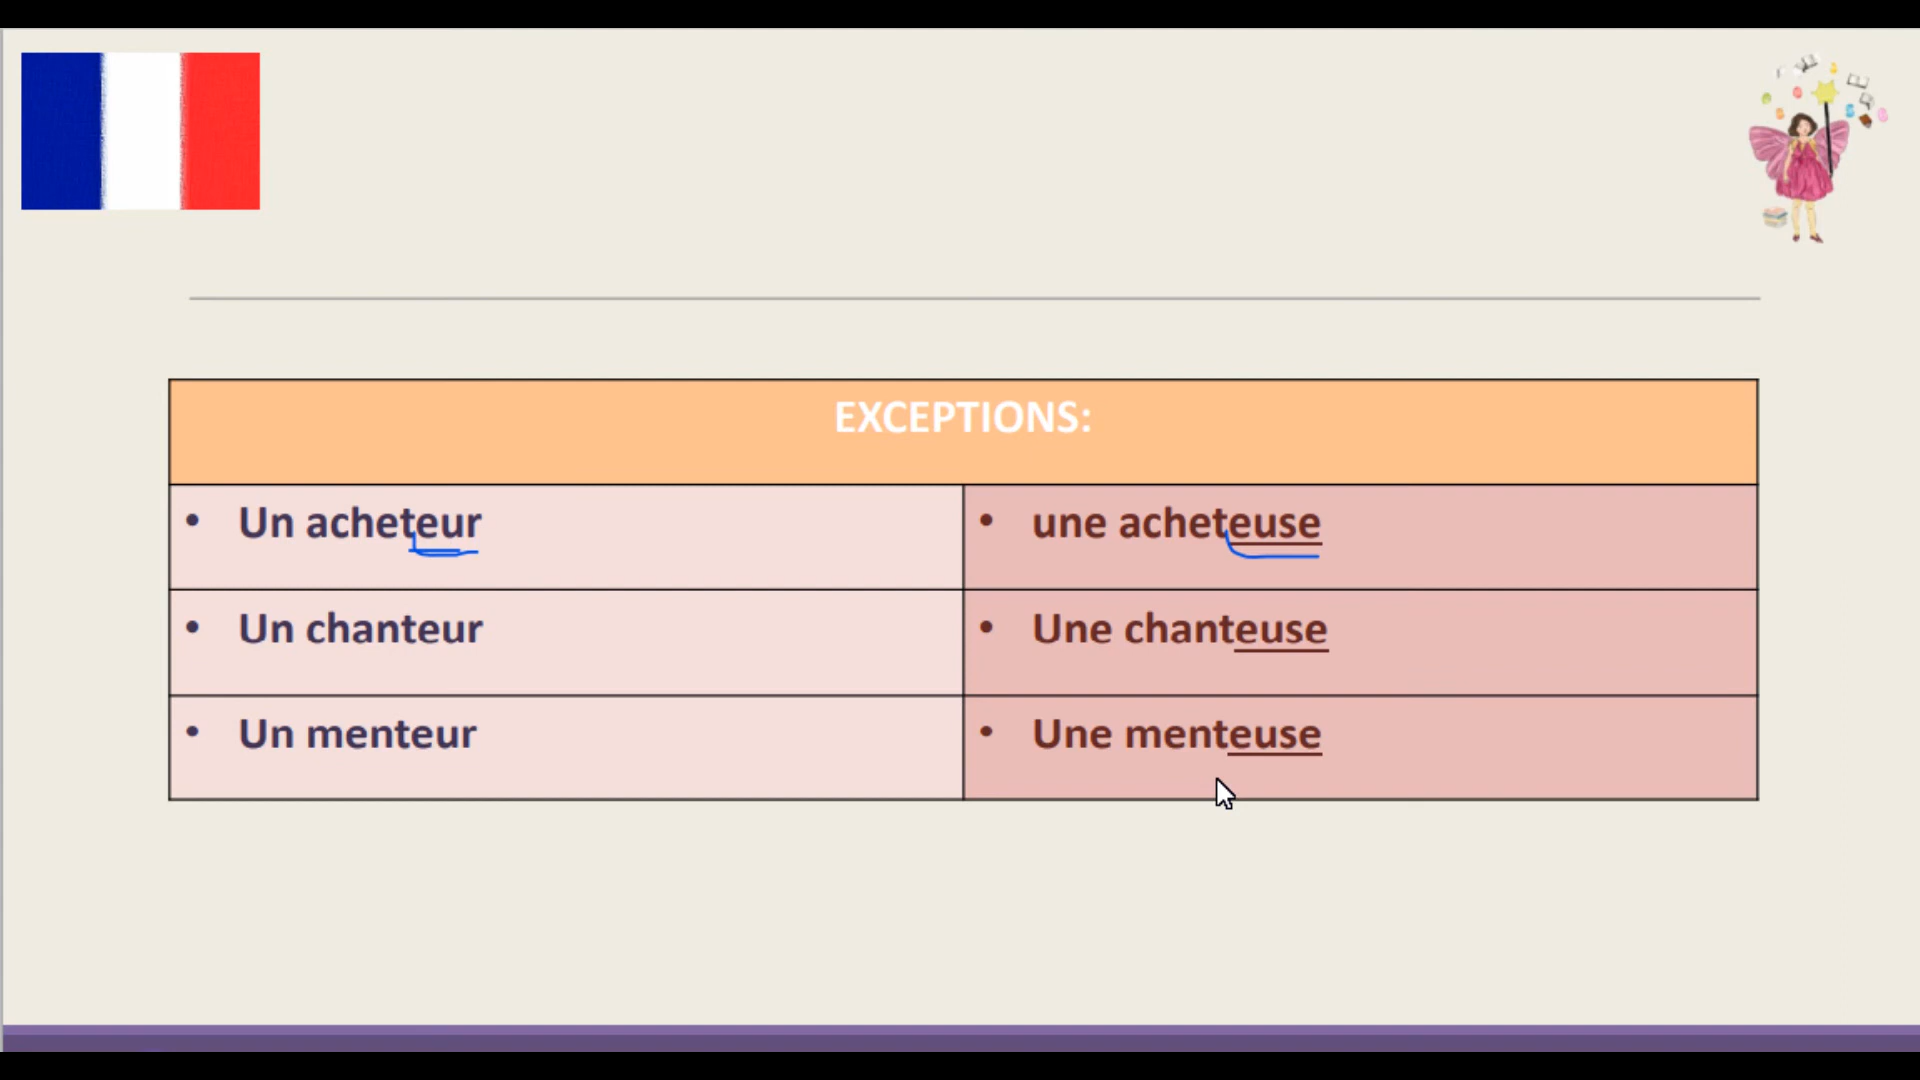 EXCEPTIONS:
• Un acheteur
• une acheteuse
• Un chanteur
• Une chanteuse
• Un menteur
• Une menteuse